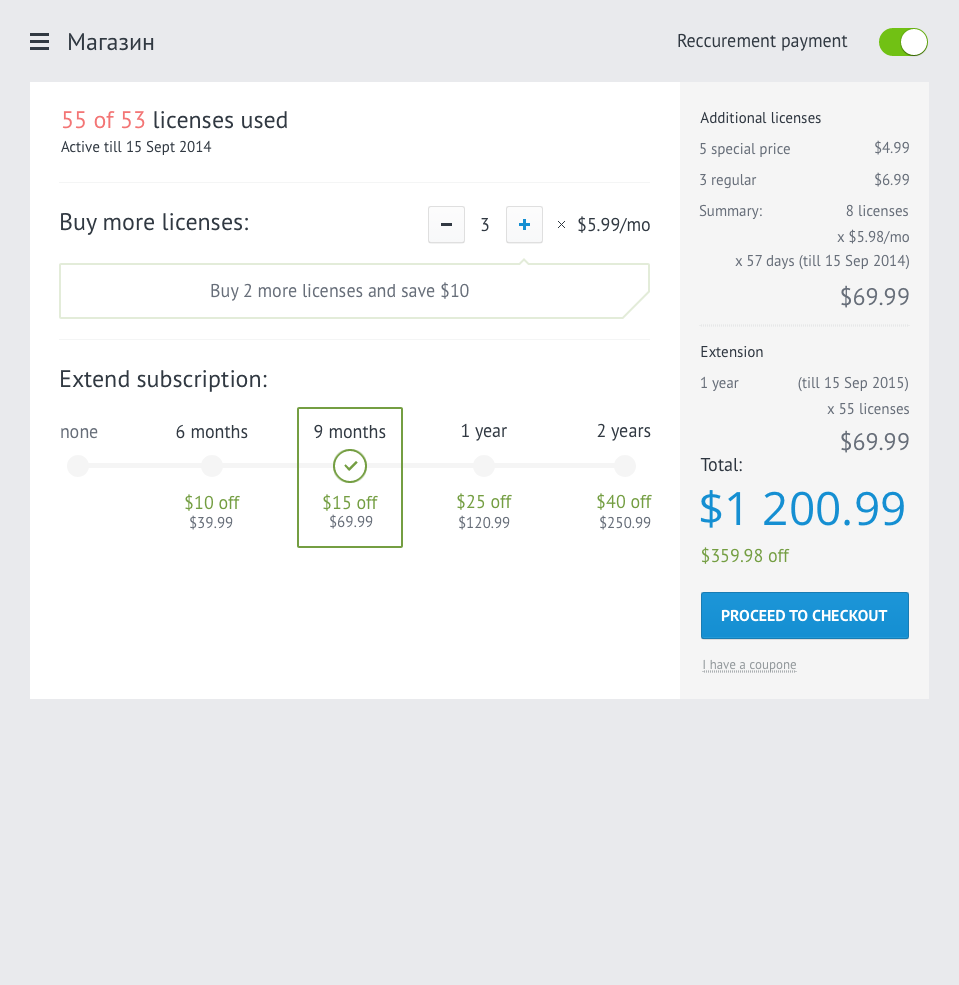 Магазин
Reccurement payment
55 of 53 licenses used
Active till 15 Sept 2014
Buy more licenses:
3 × $5.99/mo
Buy 2 more licenses and save $10
Extend subscription:
none 6 months 9 months 1 year 2 years
$10 off $15 off $25 off $40 off
$39.99 $69.99 $120.99 $250.99
Additional licenses
5 special price $4.99
3 regular $6.99
Summary: 8 licenses
x $5.98/mo
x 57 days (till 15 Sep 2014)
$69.99
Extension
1 year (till 15 Sep 2015)
x 55 licenses
$69.99
Total:
$1 200.99
$359.98 off
PROCEED TO CHECKOUT
I have a coupone